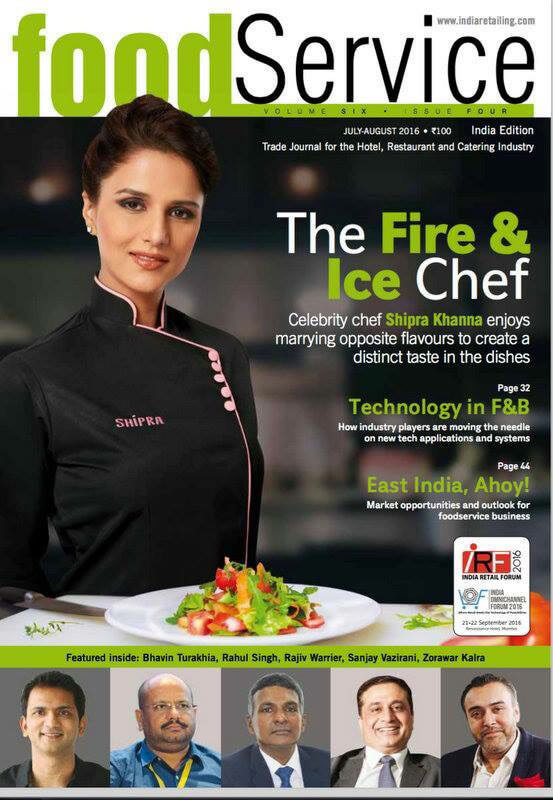 www.indiaretailing.com
foodService
VOLUME SIX • ISSUE FOUR
JULY-AUGUST 2016 • ₹100 India Edition
Trade Journal for the Hotel, Restaurant and Catering Industry
The Fire &
Ice Chef
Celebrity chef Shipra Khanna enjoys
marrying opposite flavours to create a
distinct taste in the dishes
SHIPRA
Page 32
Technology in F&B
How industry players are moving the needle
on new tech applications and systems
Page 44
East India, Ahoy!
Market opportunities and outlook for
foodservice business
IRF 2016
INDIA RETAIL FORUM
INDIA
OMNICHANNEL
FORUM 2016
21-22 September 2016
Renaissance Hotel, Mumbai
Featured inside: Bhavin Turakhia, Rahul Singh, Rajiv Warrier, Sanjay Vazirani, Zorawar Kalra